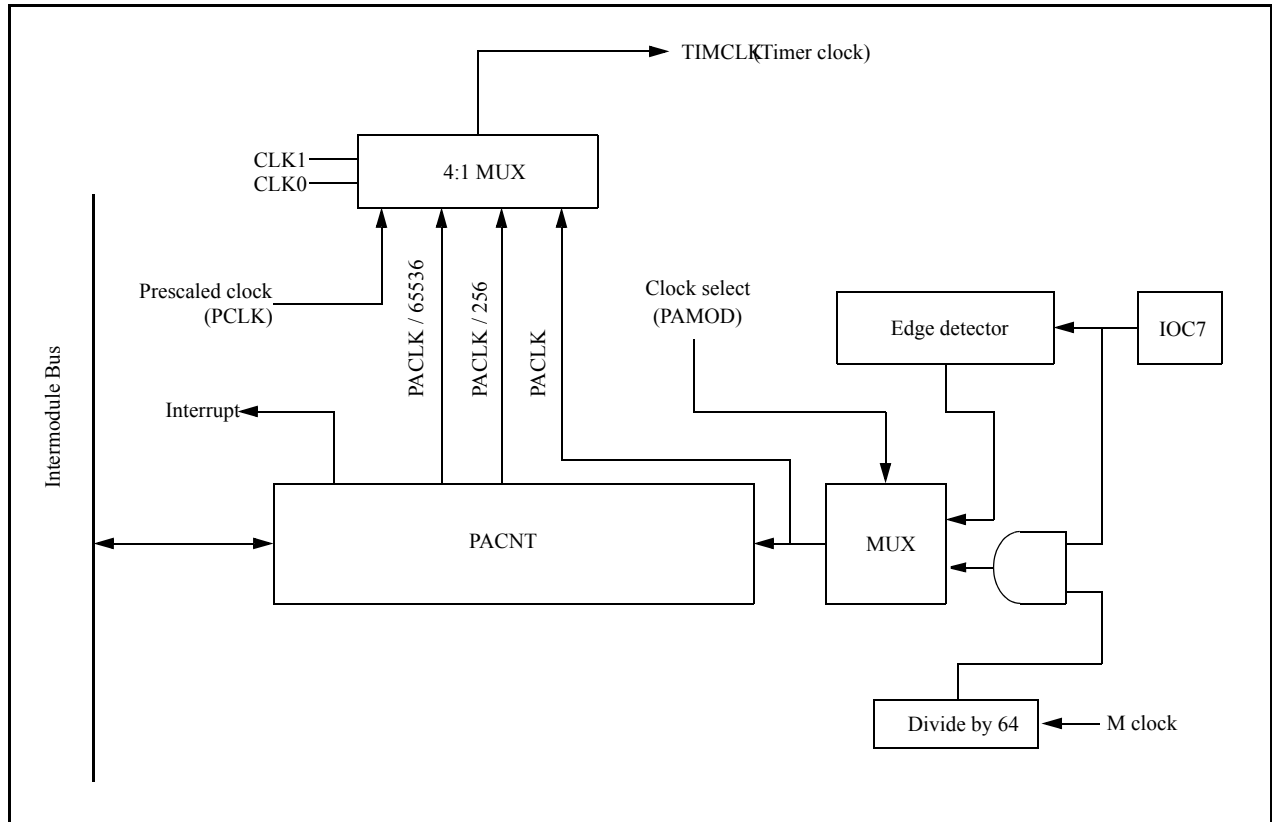 TIMCLK (Timer clock)
CLK1
CLK0
4:1 MUX
Prescaled clock
(PCLK)
PACLK / 65536
PACLK / 256
PACLK
Clock select
(PAMOD)
Edge detector
IOC7
Intermodule Bus
Interrupt
PACNT
MUX
Divide by 64
M clock